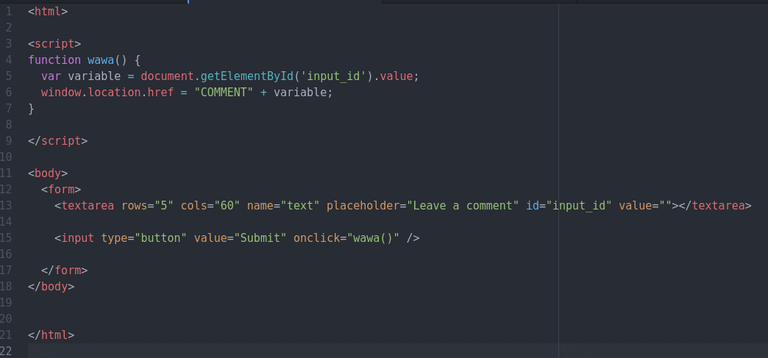 1 <html>
2
3 <script>
4 function wawa() {
5   var variable = document.getElementById('input_id').value;
6   window.location.href = "COMMENT" + variable;
7 }
8
9 </script>
10
11 <body>
12   <form>
13     <textarea rows="5" cols="60" name="text" placeholder="Leave a comment" id="input_id" value=""></textarea>
14
15     <input type="button" value="Submit" onclick="wawa()" />
16
17   </form>
18 </body>
19
20
21 </html>
22